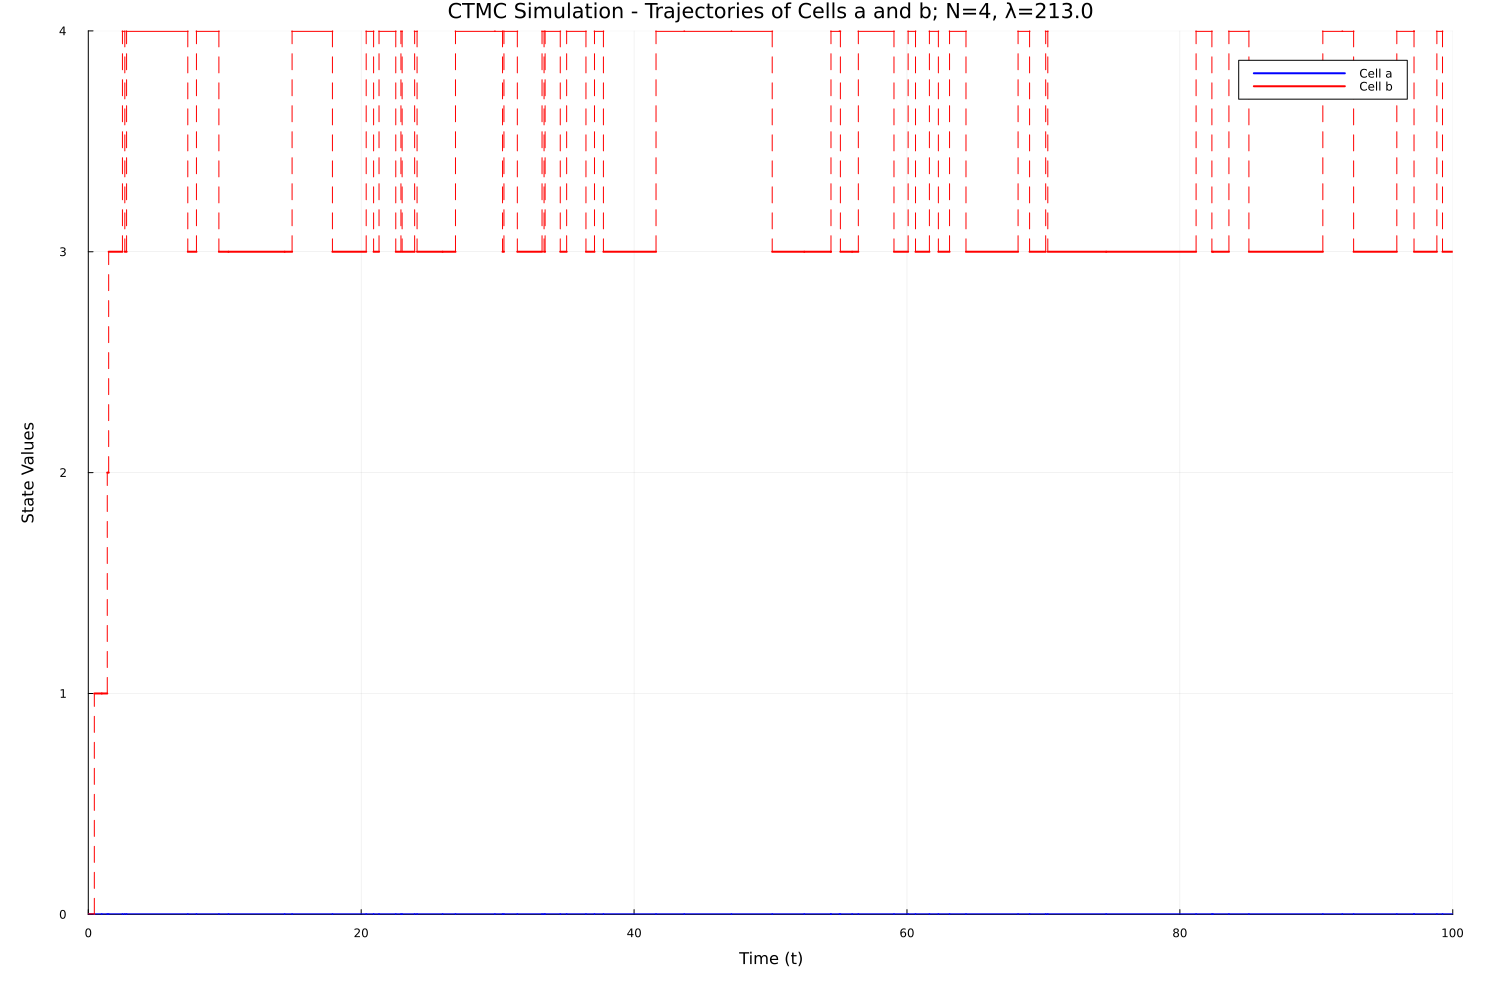 CTMC Simulation - Trajectories of Cells a and b; N=4, λ=213.0
4
3
2
1
0
State Values
Cell a
Cell b
0 20 40 60 80 100
Time (t)